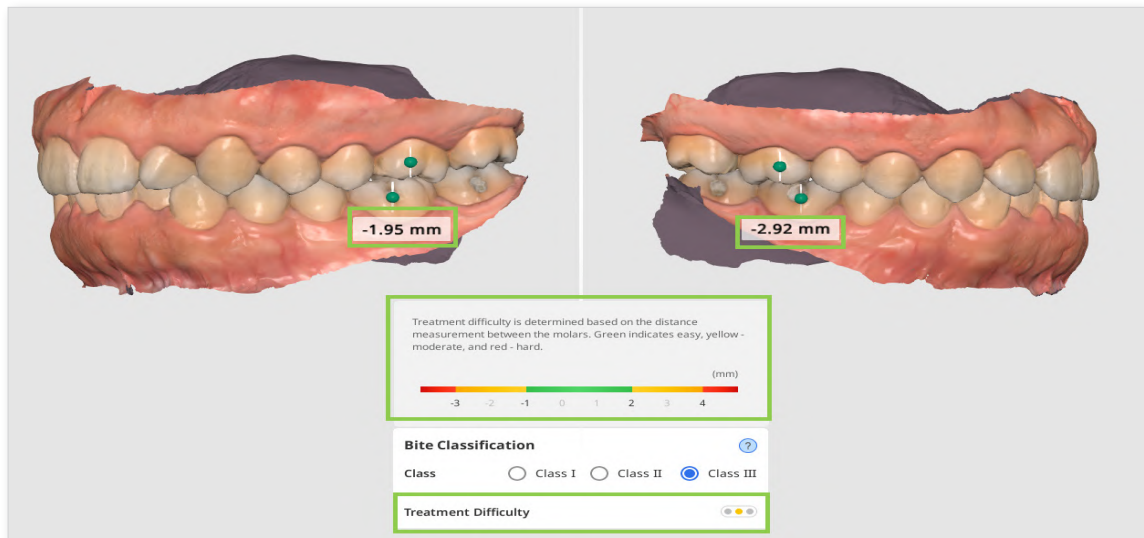 -1.95 mm
-2.92 mm
Treatment difficulty is determined based on the distance
measurement between the molars. Green indicates easy, yellow -
moderate, and red - hard.
(mm)
-3 -2 -1 0 1 2 3 4
Bite Classification ?
Class Class I Class II Class III
Treatment Difficulty